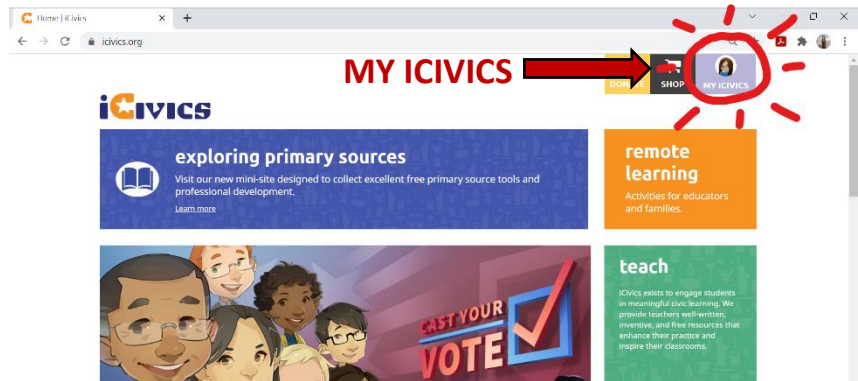 Home | iCivics
icivics.org
MY ICIVICS
DONATE
SHOP
MY ICIVICS
iCIVICS
exploring primary sources
Visit our new mini-site designed to collect excellent free primary source tools and
professional development.
Learn more
remote
learning
Activities for educators
and families.
CAST YOUR
VOTE
teach
iCivics exists to engage students
in meaningful civic learning. We
provide teachers well-written,
inventive, and free resources that
enhance their practice and
inspire their classrooms.